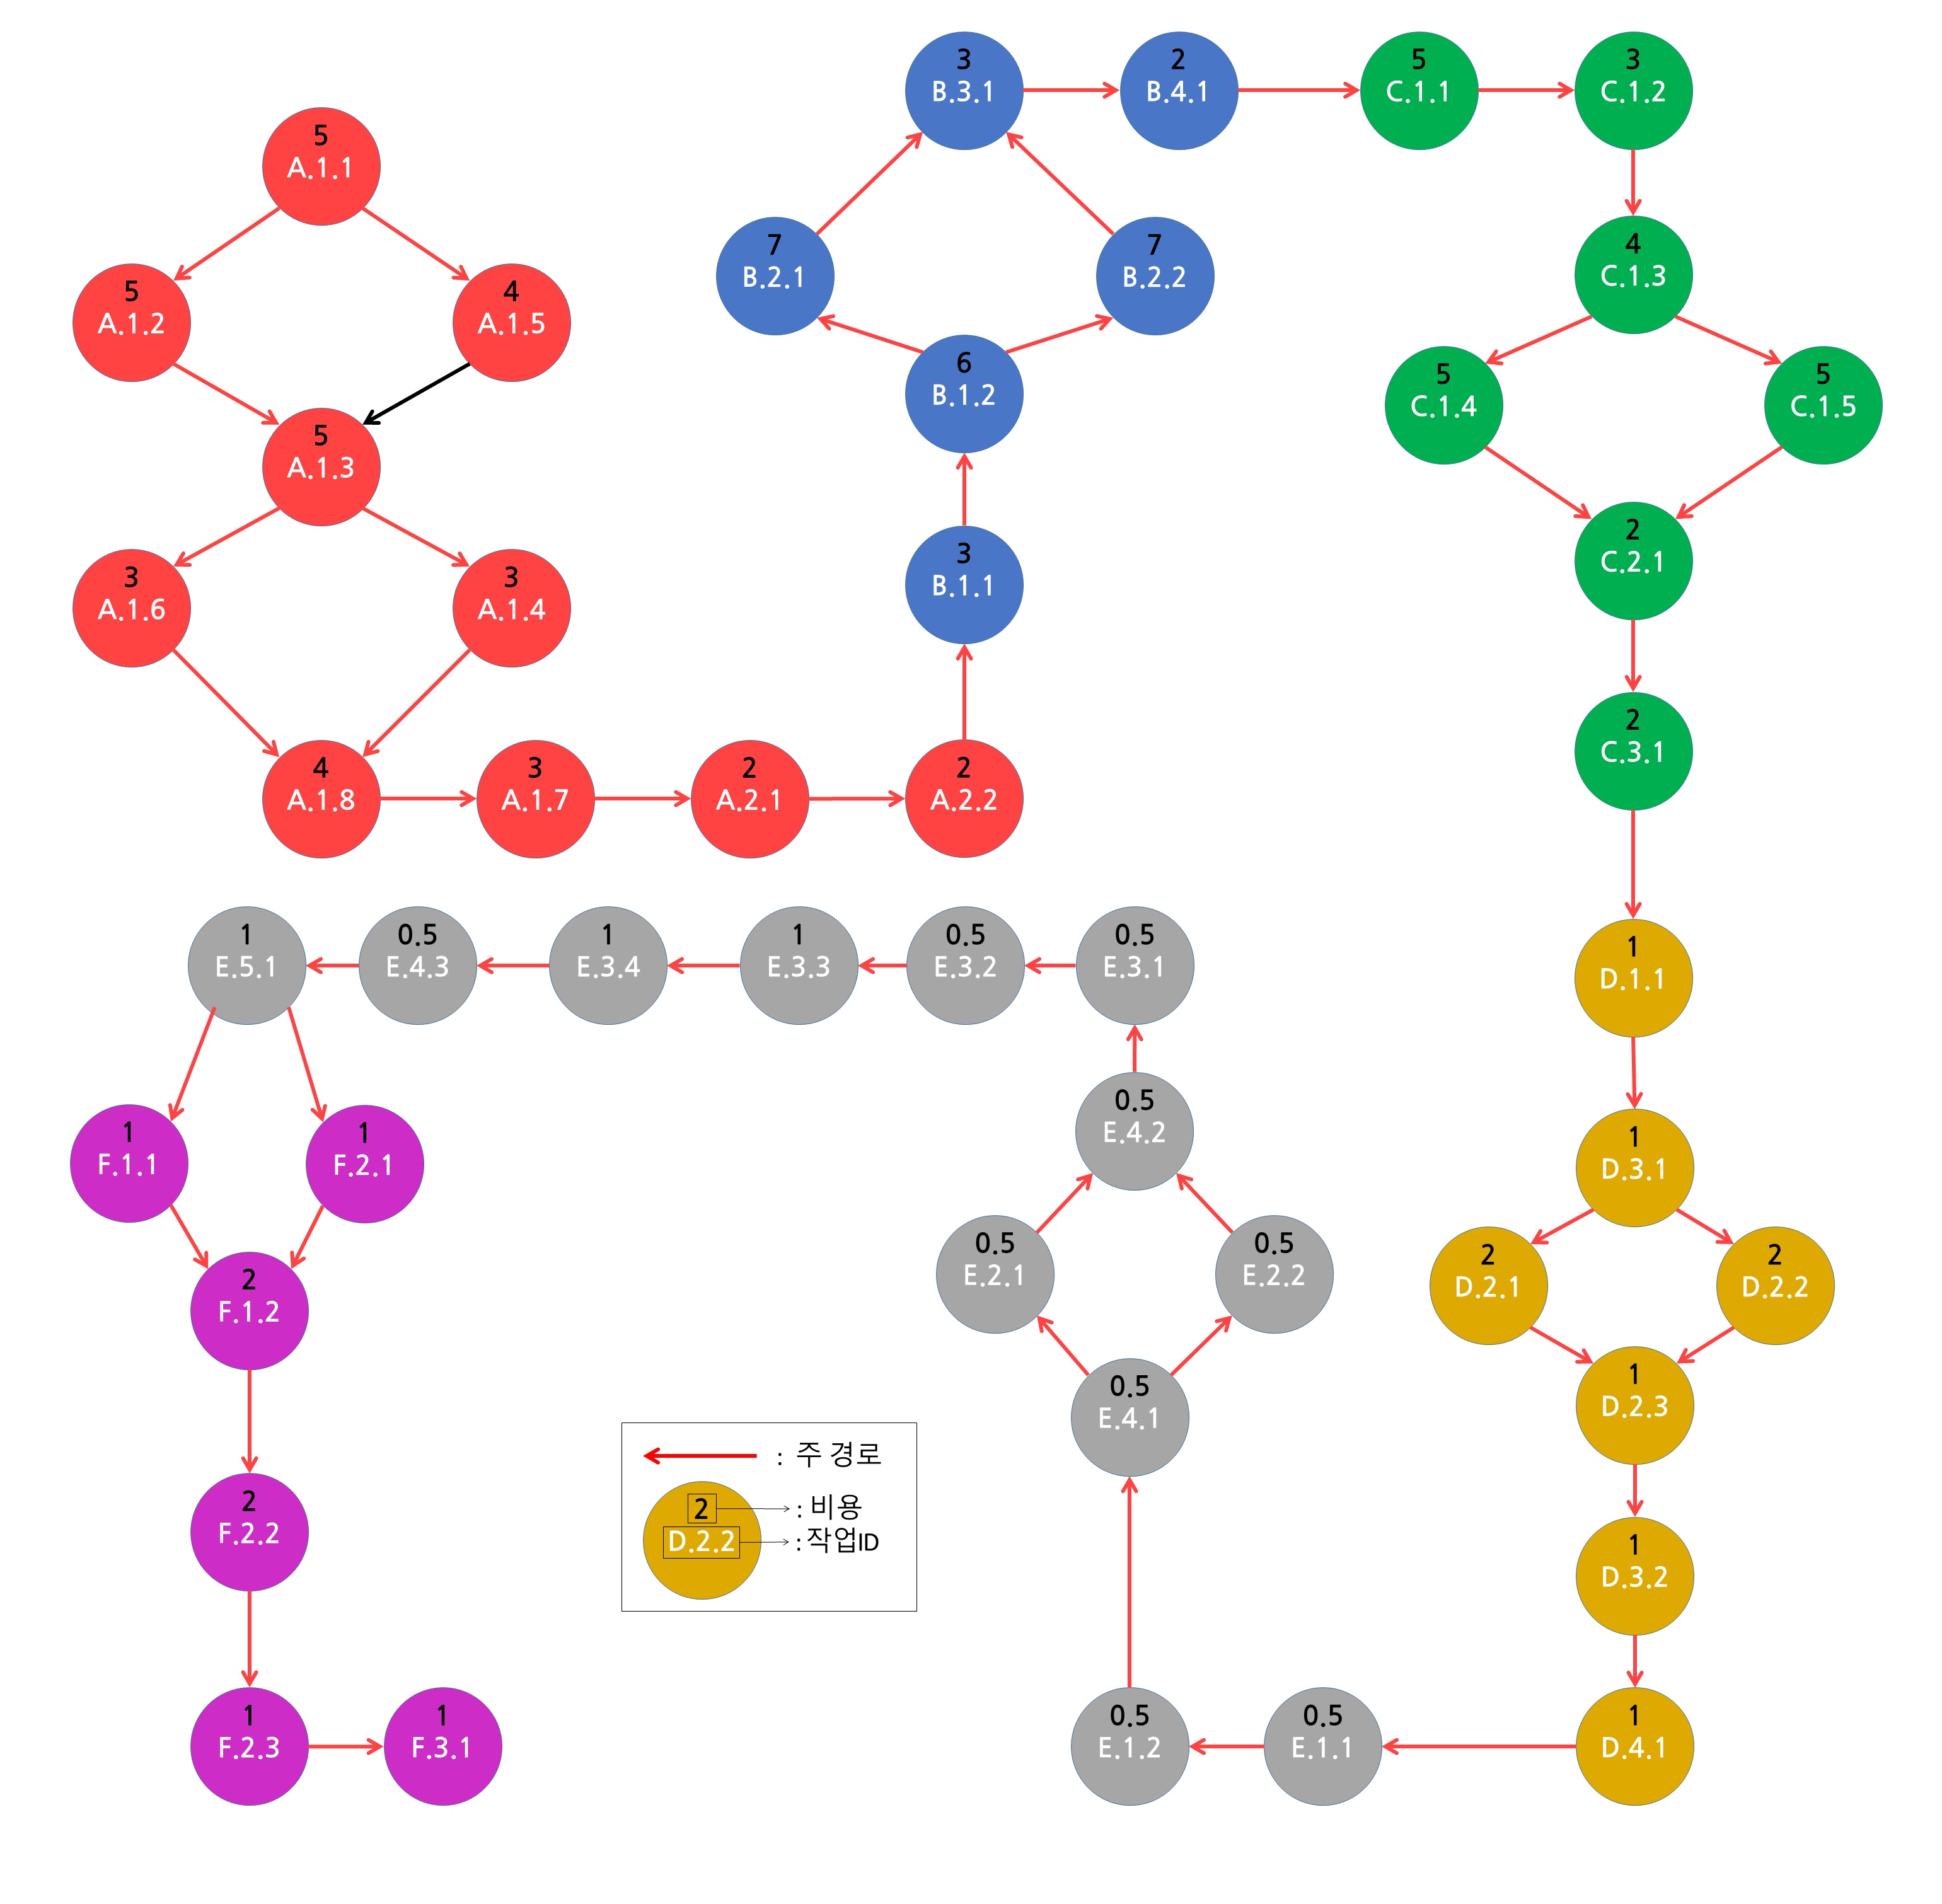 5
A.1.1
5
A.1.2
4
A.1.5
5
A.1.3
3
A.1.6
3
A.1.4
4
A.1.8
3
A.1.7
2
A.2.1
2
A.2.2
3
B.1.1
6
B.1.2
7
B.2.1
7
B.2.2
3
B.3.1
2
B.4.1
5
C.1.1
3
C.1.2
4
C.1.3
5
C.1.4
5
C.1.5
2
C.2.1
2
C.3.1
1
D.1.1
1
D.3.1
2
D.2.1
2
D.2.2
1
D.2.3
1
D.3.2
1
D.4.1
0.5
E.1.1
0.5
E.1.2
0.5
E.4.1
0.5
E.2.1
0.5
E.2.2
0.5
E.4.2
0.5
E.3.1
0.5
E.3.2
1
E.3.3
1
E.3.4
0.5
E.4.3
1
E.5.1
1
F.1.1
1
F.2.1
2
F.1.2
2
F.2.2
1
F.2.3
1
F.3.1
: 주 경로
2 : 비용
D.2.2 : 작업ID